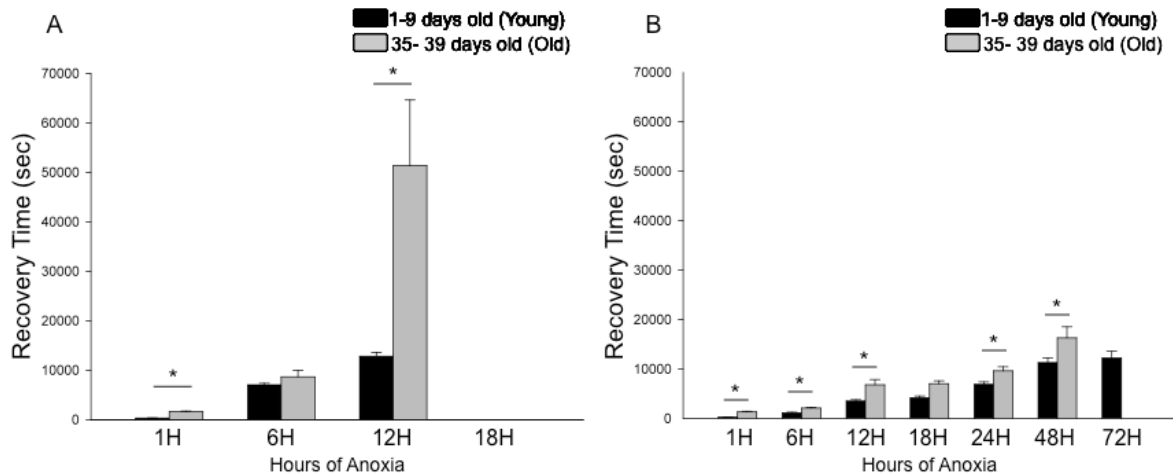 A
1-9 days old (Young)
35- 39 days old (Old)
70000
60000
50000
40000
30000
20000
10000
0
Recovery Time (sec)
*
*
1H 6H 12H 18H
Hours of Anoxia
B
1-9 days old (Young)
35- 39 days old (Old)
70000
60000
50000
40000
30000
20000
10000
0
Recovery Time (sec)
*
*
*
*
*
1H 6H 12H 18H 24H 48H 72H
Hours of Anoxia